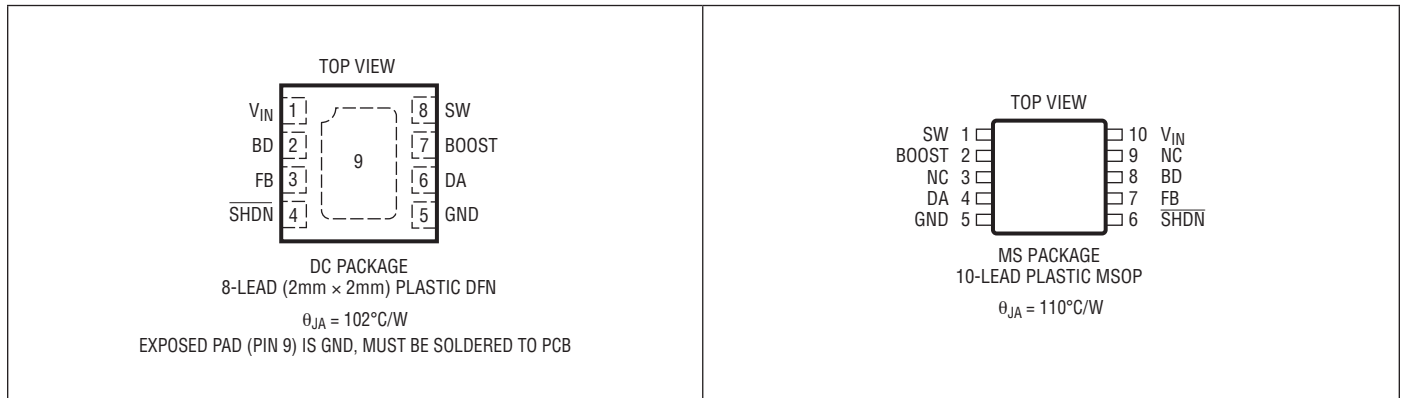 TOP VIEW
VIN 1
BD 2
FB 3
SHDN 4
9
8 SW
7 BOOST
6 DA
5 GND
DC PACKAGE
8-LEAD (2mm × 2mm) PLASTIC DFN
θJA = 102°C/W
EXPOSED PAD (PIN 9) IS GND, MUST BE SOLDERED TO PCB
TOP VIEW
SW 1
BOOST 2
NC 3
DA 4
GND 5
10 VIN
9 NC
8 BD
7 FB
6 SHDN
MS PACKAGE
10-LEAD PLASTIC MSOP
θJA = 110°C/W